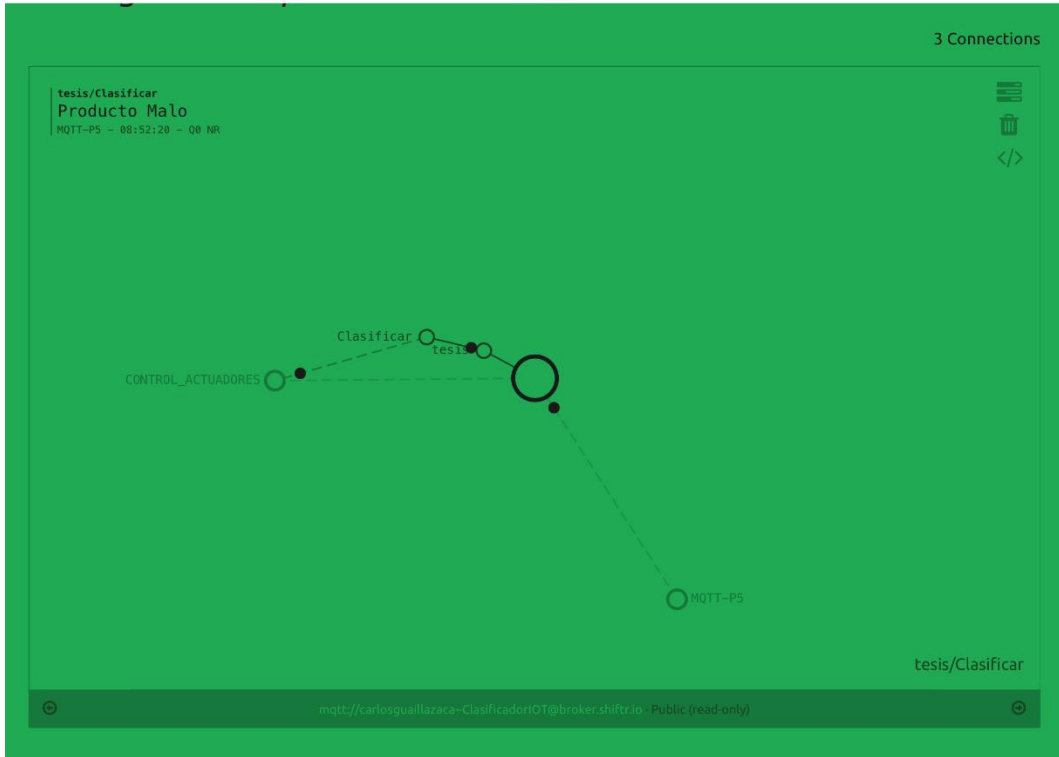 3 Connections
tesis/Clasificar
Producto Malo
MQTT-P5 - 08:52:20 - Q0 NR
</>
Clasificar
tesis
CONTROL_ACTUADORES
MQTT-P5
tesis/Clasificar
mqtt://carlosguaillazaca~ClasificadorIOT@broker.shiftr.io - Public (read-only)